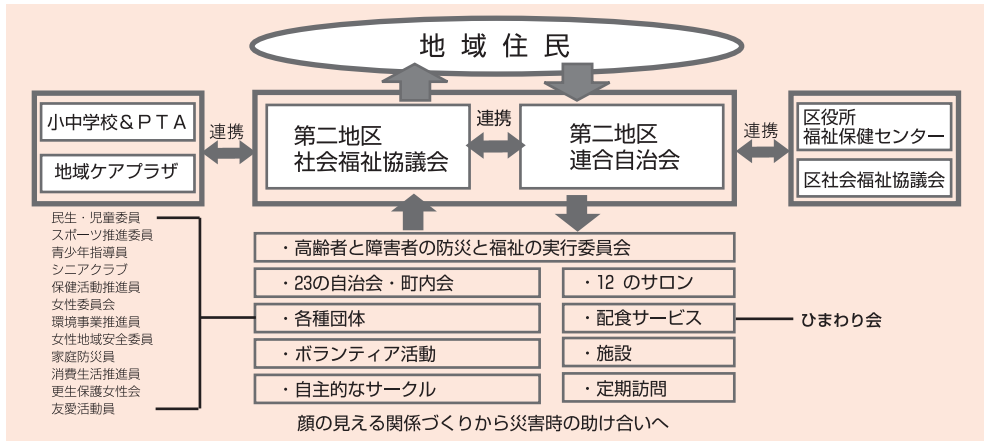 地域住民
小中学校＆ＰＴＡ
地域ケアプラザ
連携
第二地区
社会福祉協議会
連携
第二地区
連合自治会
連携
区役所
福祉保健センター
区社会福祉協議会
民生・児童委員
スポーツ推進委員
青少年指導員
シニアクラブ
保健活動推進員
女性委員会
環境事業推進員
女性地域安全委員
家庭防災員
消費生活推進員
更生保護女性会
友愛活動員
・高齢者と障害者の防災と福祉の実行委員会
・23の自治会・町内会
・各種団体
・ボランティア活動
・自主的なサークル
・12 のサロン
・配食サービス
・施設
・定期訪問
ひまわり会
顔の見える関係づくりから災害時の助け合いへ